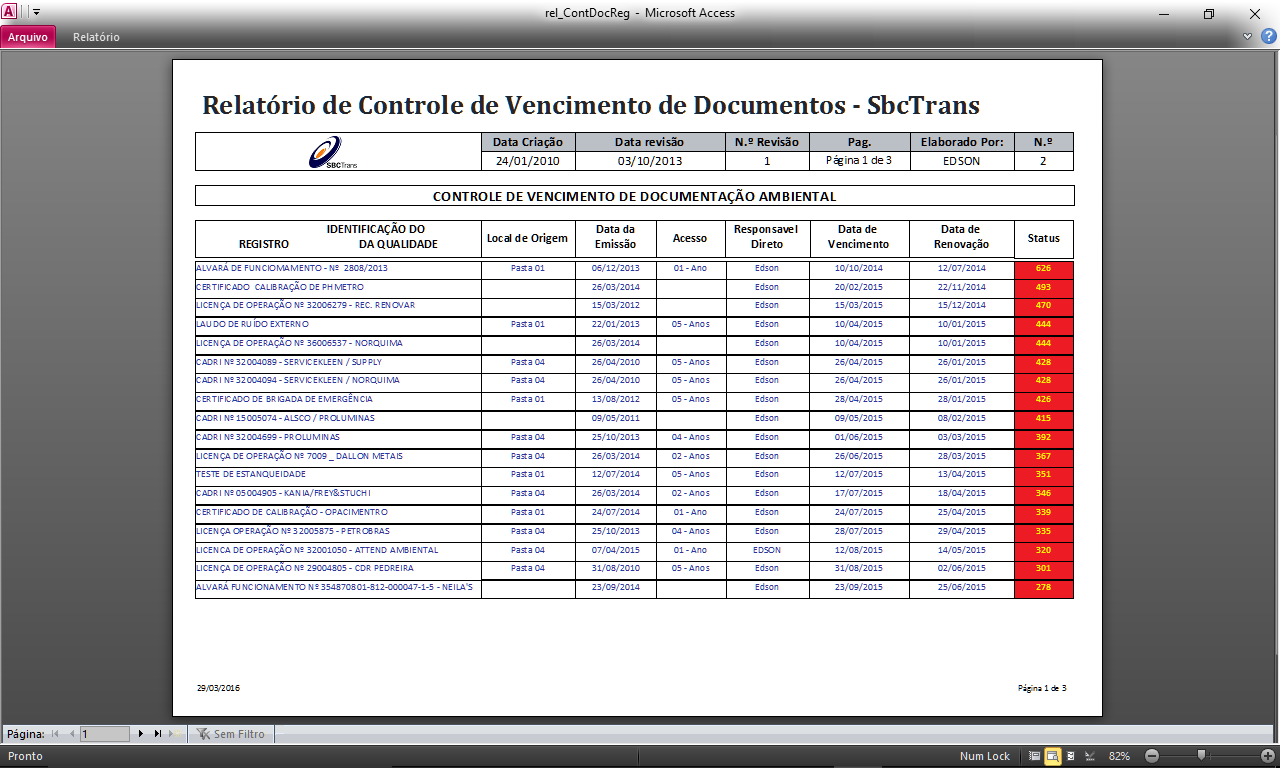 rel_ContDocReg - Microsoft Access
Arquivo Relatório
Relatório de Controle de Vencimento de Documentos - SbcTrans
SBCTrans
Data Criação Data revisão N.º Revisão Pag. Elaborado Por: N.º
24/01/2010 03/10/2013 1 Página 1 de 3 EDSON 2
CONTROLE DE VENCIMENTO DE DOCUMENTAÇÃO AMBIENTAL
IDENTIFICAÇÃO DO
REGISTRO DA QUALIDADE Local de Origem Data da Emissão Acesso Responsavel Direto Data de Vencimento Data de Renovação Status
ALVARÁ DE FUNCIOMAMENTO - Nº 2808/2013 Pasta 01 06/12/2013 01 - Ano Edson 10/10/2014 12/07/2014 626
CERTIFICADO CALIBRAÇÃO DE PHMETRO 26/03/2014 Edson 20/02/2015 22/11/2014 493
LICENÇA DE OPERAÇÃO Nº 32006279 - REC. RENOVAR 15/03/2012 Edson 15/03/2015 15/12/2014 470
LAUDO DE RUÍDO EXTERNO Pasta 01 22/01/2013 05 - Anos Edson 10/04/2015 10/01/2015 444
LICENÇA DE OPERAÇÃO Nº 36006537 - NORQUIMA 26/03/2014 Edson 10/04/2015 10/01/2015 444
CADRI Nº 32004089 - SERVICEKLEEN / SUPPLY Pasta 04 26/04/2010 05 - Anos Edson 26/04/2015 26/01/2015 428
CADRI Nº 32004094 - SERVICEKLEEN / NORQUIMA Pasta 04 26/04/2010 05 - Anos Edson 26/04/2015 26/01/2015 428
CERTIFICADO DE BRIGADA DE EMERGÊNCIA Pasta 01 13/08/2012 05 - Anos Edson 28/04/2015 28/01/2015 426
CADRI Nº 15005074 - ALSCO / PROLUMINAS 09/05/2011 Edson 09/05/2015 08/02/2015 415
CADRI Nº 32004699 - PROLUMINAS Pasta 04 25/10/2013 04 - Anos Edson 01/06/2015 03/03/2015 392
LICENÇA DE OPERAÇÃO Nº 7009 _ DALLON METAIS Pasta 04 26/03/2014 02 - Anos Edson 26/06/2015 28/03/2015 367
TESTE DE ESTANQUEIDADE Pasta 01 12/07/2014 05 - Anos Edson 12/07/2015 13/04/2015 351
CADRI Nº 05004905 - KANIA/FREY&STUCHI Pasta 04 26/03/2014 02 - Anos Edson 17/07/2015 18/04/2015 346
CERTIFICADO DE CALIBRAÇÃO - OPACIMENTRO Pasta 01 24/07/2014 01 - Ano Edson 24/07/2015 25/04/2015 339
LICENÇA OPERAÇÃO Nº 32005875 - PETROBRAS Pasta 04 25/10/2013 04 - Anos Edson 28/07/2015 29/04/2015 335
LICENCA DE OPERAÇÃO Nº 32001050 - ATTEND AMBIENTAL Pasta 04 07/04/2015 01 - Ano EDSON 12/08/2015 14/05/2015 320
LICENÇA DE OPERAÇÃO Nº 29004805 - CDR PEDREIRA Pasta 04 31/08/2010 05 - Anos Edson 31/08/2015 02/06/2015 301
ALVARÁ FUNCIONAMENTO Nº 354870801-812-000047-1-5 - NEILA'S 23/09/2014 Edson 23/09/2015 25/06/2015 278
29/03/2016 Página 1 de 3
Página: 1 Sem Filtro
Pronto Num Lock 82%